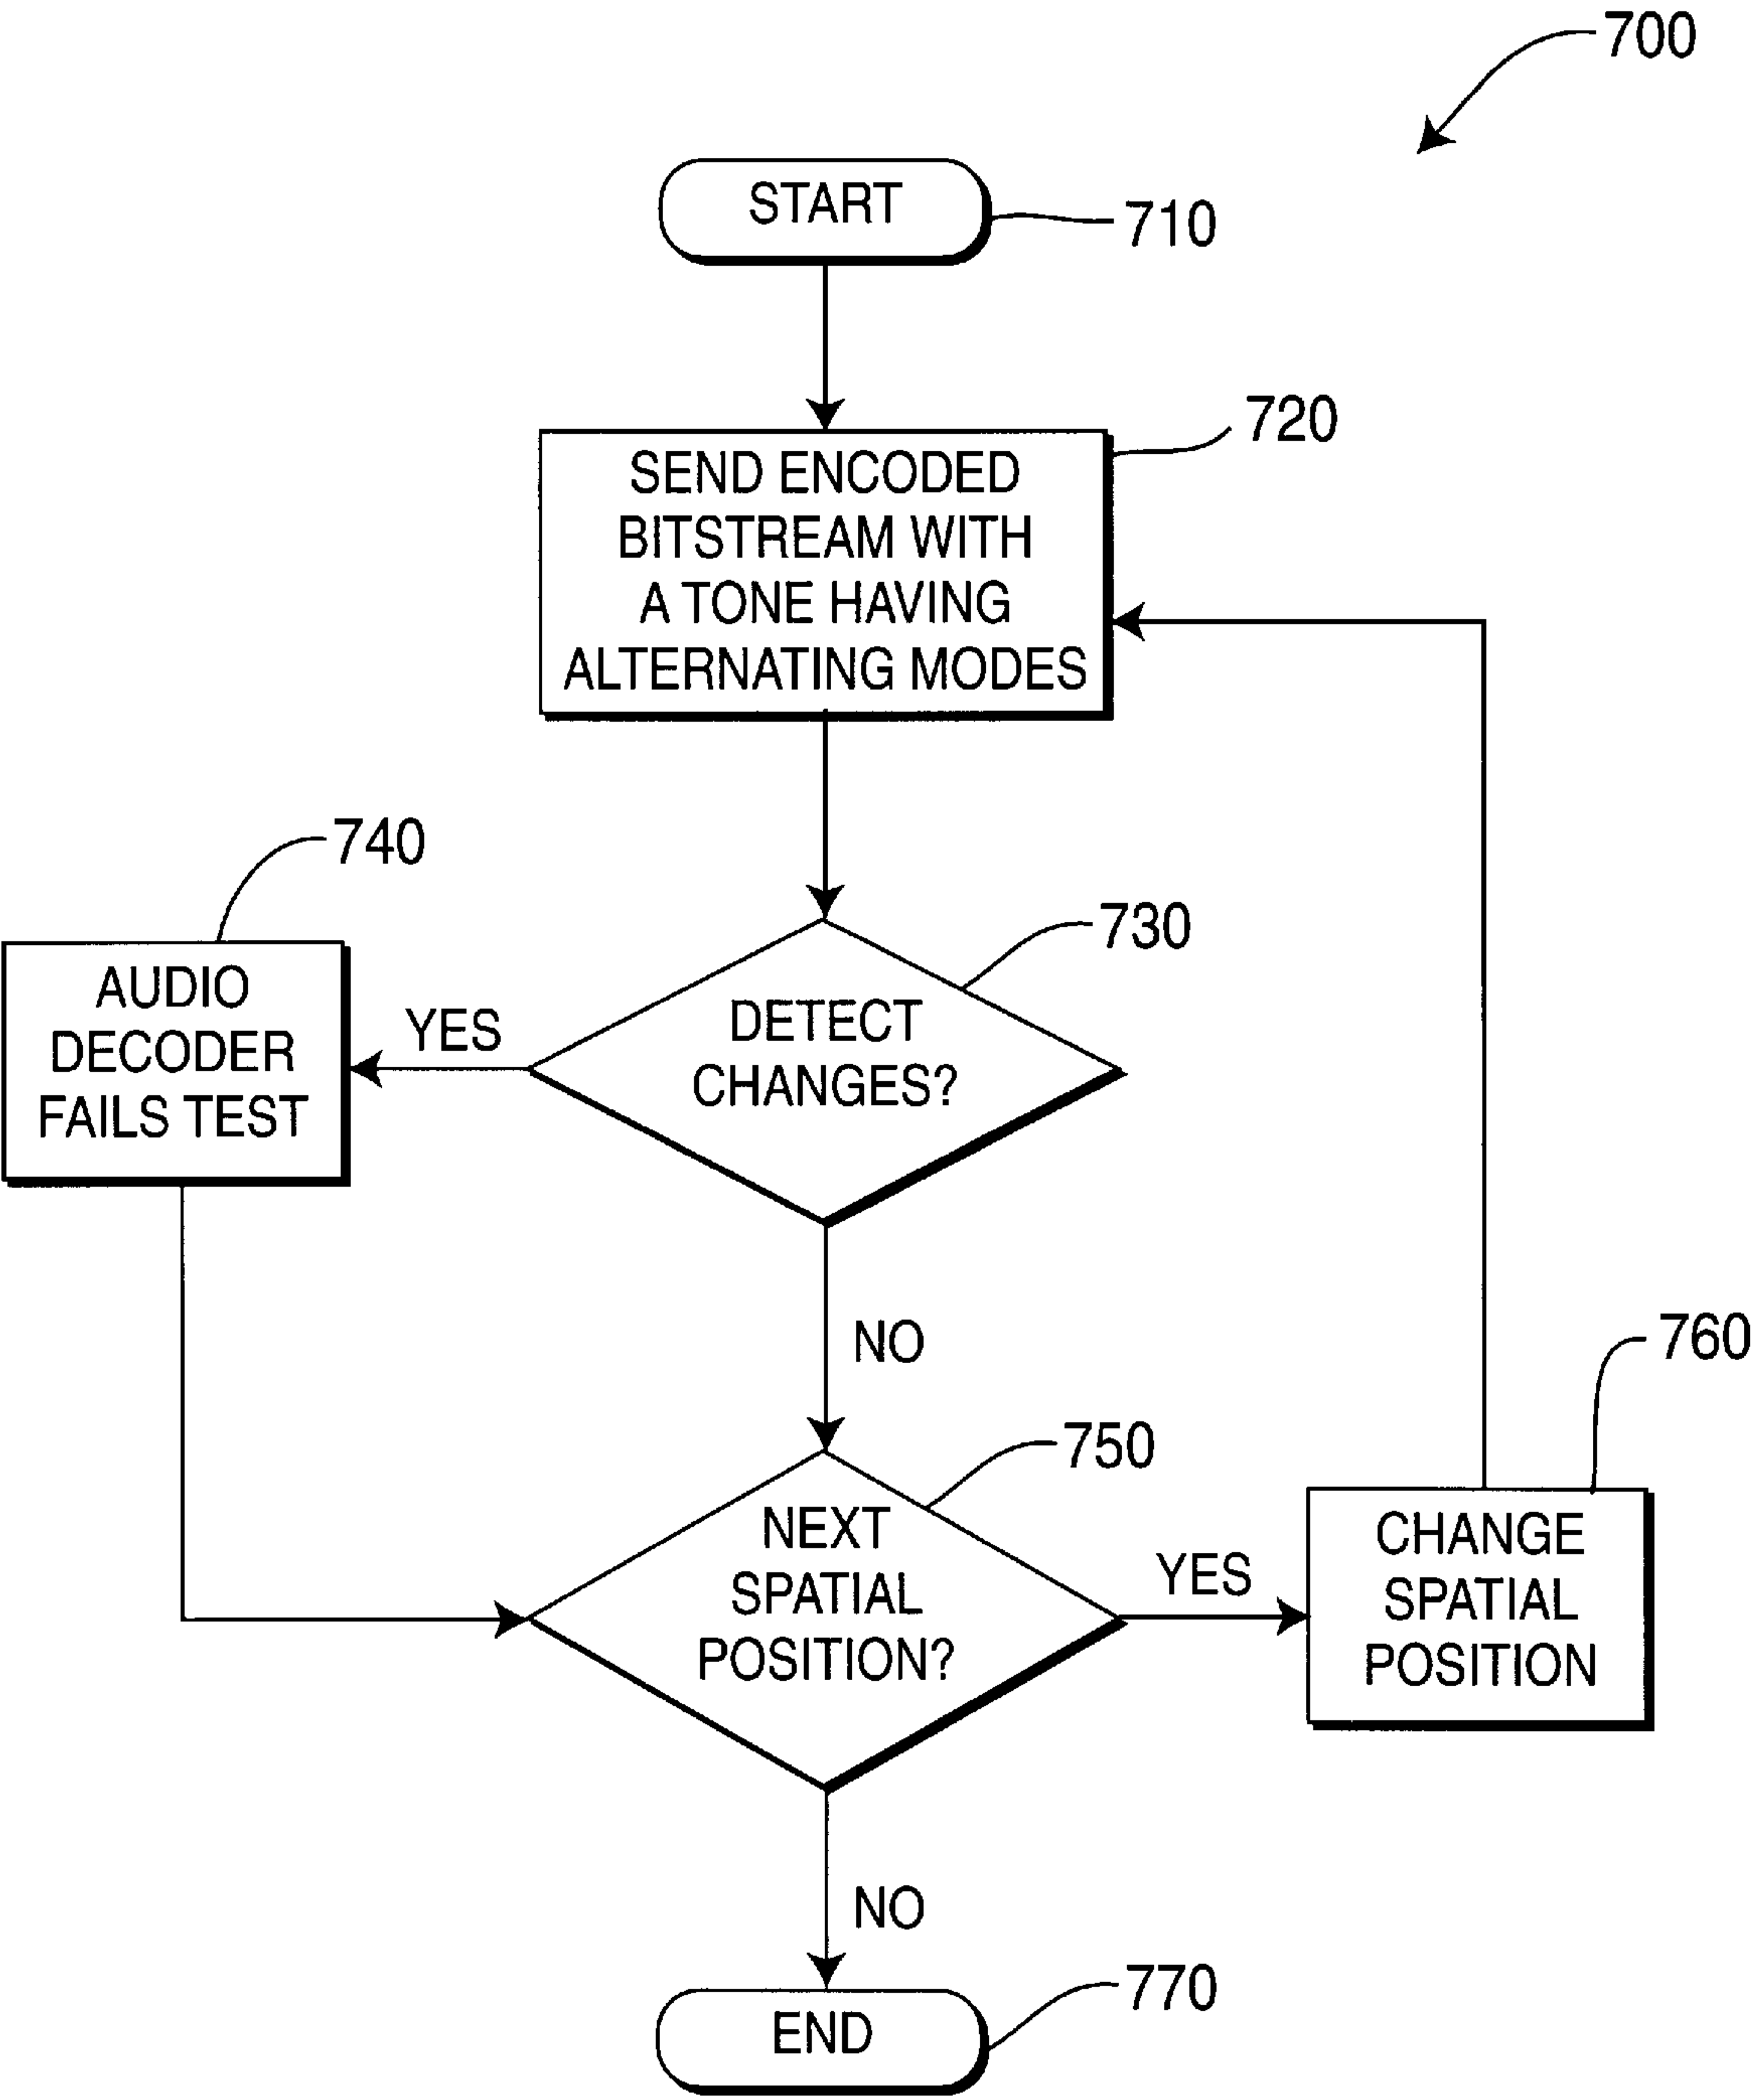 700
START
710
720
SEND ENCODED
BITSTREAM WITH
A TONE HAVING
ALTERNATING MODES
740
730
AUDIO
DECODER
FAILS TEST
YES
DETECT
CHANGES?
NO
760
750
NEXT
SPATIAL
POSITION?
YES
CHANGE
SPATIAL
POSITION
NO
770
END